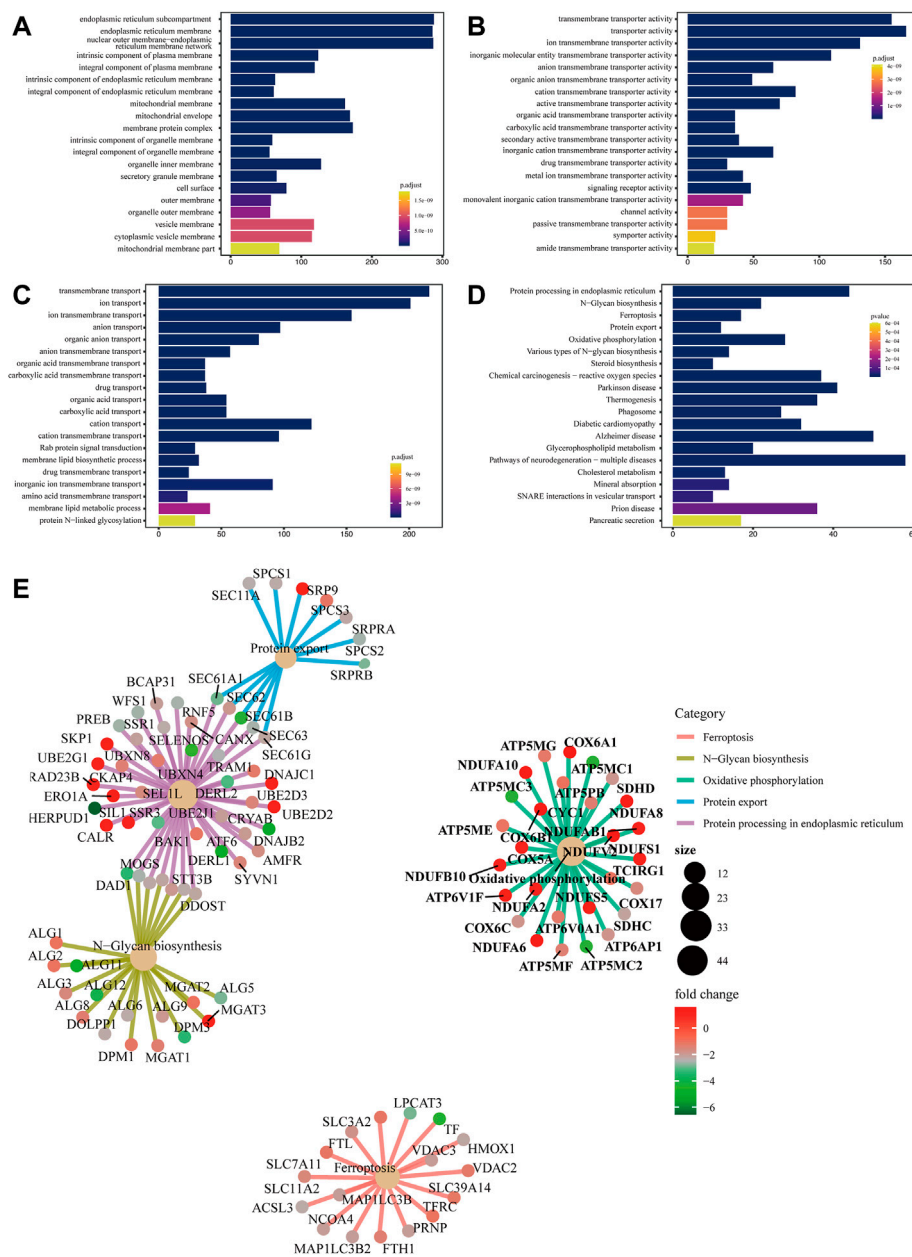 A
endoplasmic reticulum subcompartment
endoplasmic reticulum membrane
nuclear outer membrane−endoplasmic
reticulum membrane network
intrinsic component of plasma membrane
integral component of plasma membrane
intrinsic component of endoplasmic reticulum membrane
integral component of endoplasmic reticulum membrane
mitochondrial membrane
mitochondrial envelope
membrane protein complex
intrinsic component of organelle membrane
integral component of organelle membrane
organelle inner membrane
secretory granule membrane
cell surface
outer membrane
organelle outer membrane
vesicle membrane
cytoplasmic vesicle membrane
mitochondrial membrane part
p.adjust
1.5e−09
1.0e−09
5.0e−10
0 100 200 300
B
transmembrane transporter activity
transporter activity
ion transmembrane transporter activity
inorganic molecular entity transmembrane transporter activity
anion transmembrane transporter activity
organic anion transmembrane transporter activity
cation transmembrane transporter activity
active transmembrane transporter activity
organic acid transmembrane transporter activity
carboxylic acid transmembrane transporter activity
secondary active transmembrane transporter activity
inorganic cation transmembrane transporter activity
drug transmembrane transporter activity
metal ion transmembrane transporter activity
signaling receptor activity
monovalent inorganic cation transmembrane transporter activity
channel activity
passive transmembrane transporter activity
symporter activity
amide transmembrane transporter activity
p.adjust
4e−09
3e−09
2e−09
1e−09
0 50 100 150
C
transmembrane transport
ion transport
ion transmembrane transport
anion transport
organic anion transport
anion transmembrane transport
organic acid transmembrane transport
carboxylic acid transmembrane transport
drug transport
organic acid transport
carboxylic acid transport
cation transport
cation transmembrane transport
Rab protein signal transduction
membrane lipid biosynthetic process
drug transmembrane transport
inorganic ion transmembrane transport
amino acid transmembrane transport
membrane lipid metabolic process
protein N−linked glycosylation
p.adjust
9e−09
6e−09
3e−09
0 50 100 150 200
D
Protein processing in endoplasmic reticulum
N−Glycan biosynthesis
Ferroptosis
Protein export
Oxidative phosphorylation
Various types of N−glycan biosynthesis
Steroid biosynthesis
Chemical carcinogenesis − reactive oxygen species
Parkinson disease
Thermogenesis
Phagosome
Diabetic cardiomyopathy
Alzheimer disease
Glycerophospholipid metabolism
Pathways of neurodegeneration − multiple diseases
Cholesterol metabolism
Mineral absorption
SNARE interactions in vesicular transport
Prion disease
Pancreatic secretion
pvalue
6e−04
5e−04
4e−04
3e−04
2e−04
1e−04
0 20 40
E
SPCS1
SEC11A
SRP9
SPCS3
SRPRA
SPCS2
SRPRB
Protein export
SEC61A1
BCAP31
SEC62
WFS1
RNF5
SEC61B
PREB
SSR1
CANX
SEC63
SELENOS
SKP1
SEC61G
UBXN8
UBE2G1
UBXN4
TRAM1
RAD23B
CKAP4
DNAJC1
SEL1L
DERL2
ERO1A
UBE2D3
SIL1
SSR3
UBE2J1
HERPUD1
CRYAB
UBE2D2
CALR
BAK1
ATF6
DNAJB2
DERL1
AMFR
MOGS
STT3B
SYVN1
DAD1
DDOST
ALG1
N−Glycan biosynthesis
ALG2
ALG11
MGAT2
ALG5
ALG3
ALG12
ALG8
ALG6
ALG9
MGAT3
DOLPP1
DPM3
DPM1
MGAT1
COX6A1
ATP5MG
NDUFA10
ATP5MC1
ATP5MC3
ATP5PB
SDHD
CYC1
NDUFA8
ATP5ME
COX6B1
NDUFAB1
NDUFV2
NDUFS1
COX5A
TCIRG1
NDUFB10
Oxidative phosphorylation
ATP6V1F
NDUFA2
NDUFS5
COX17
COX6C
ATP6V0A1
SDHC
NDUFA6
ATP6AP1
ATP5MF
ATP5MC2
LPCAT3
SLC3A2
TF
FTL
VDAC3
HMOX1
SLC7A11
Ferroptosis
VDAC2
SLC11A2
MAP1LC3B
SLC39A14
ACSL3
TFRC
NCOA4
PRNP
MAP1LC3B2
FTH1
Category
Ferroptosis
N−Glycan biosynthesis
Oxidative phosphorylation
Protein export
Protein processing in endoplasmic reticulum
size
12
23
33
44
fold change
0
−2
−4
−6